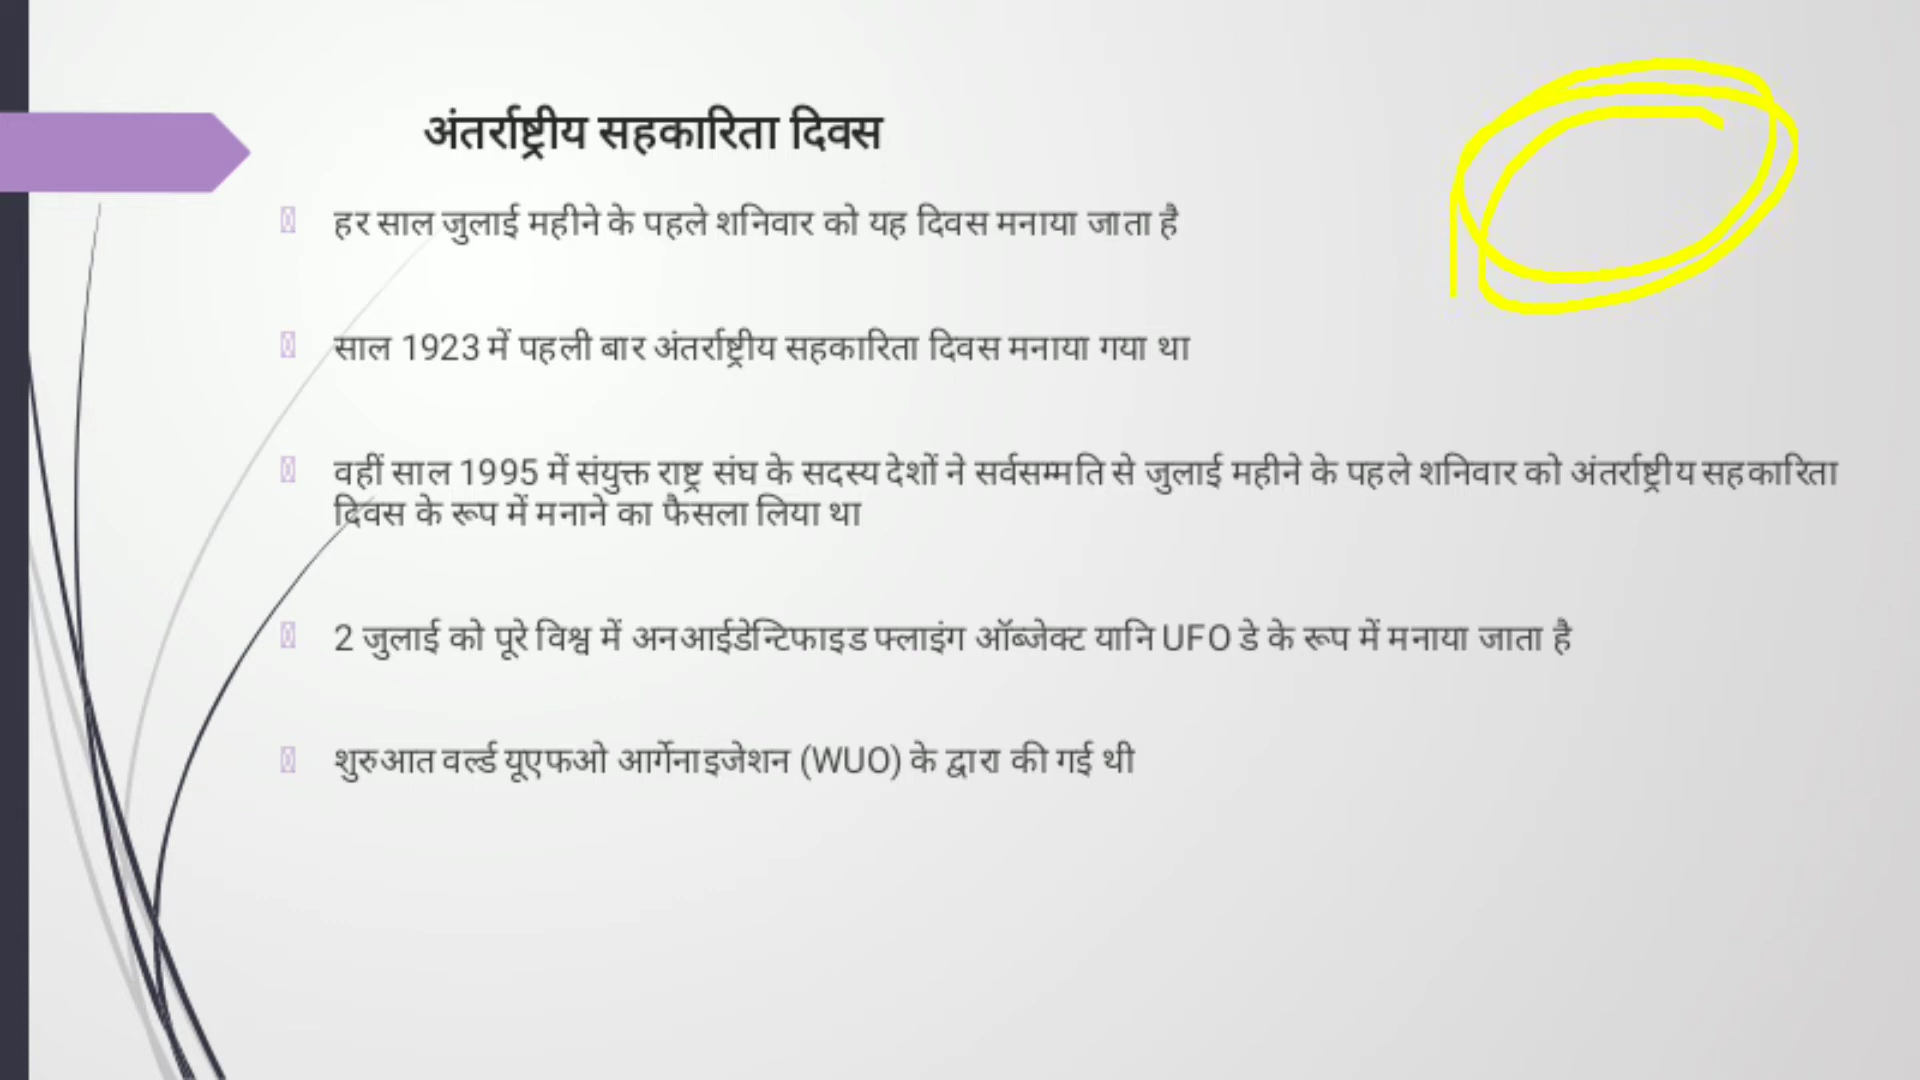 अंतर्राष्ट्रीय सहकारिता दिवस
हर साल जुलाई महीने के पहले शनिवार को यह दिवस मनाया जाता है
साल 1923 में पहली बार अंतर्राष्ट्रीय सहकारिता दिवस मनाया गया था
वहीं साल 1995 में संयुक्त राष्ट्र संघ के सदस्य देशों ने सर्वसम्मति से जुलाई महीने के पहले शनिवार को अंतर्राष्ट्रीय सहकारिता
दिवस के रूप में मनाने का फैसला लिया था
2 जुलाई को पूरे विश्व में अनआईडेन्टिफाइड फ्लाइंग ऑब्जेक्ट यानि UFO डे के रूप में मनाया जाता है
शुरुआत वर्ल्ड यूएफओ आर्गेनाइजेशन (WUO) के द्वारा की गई थी